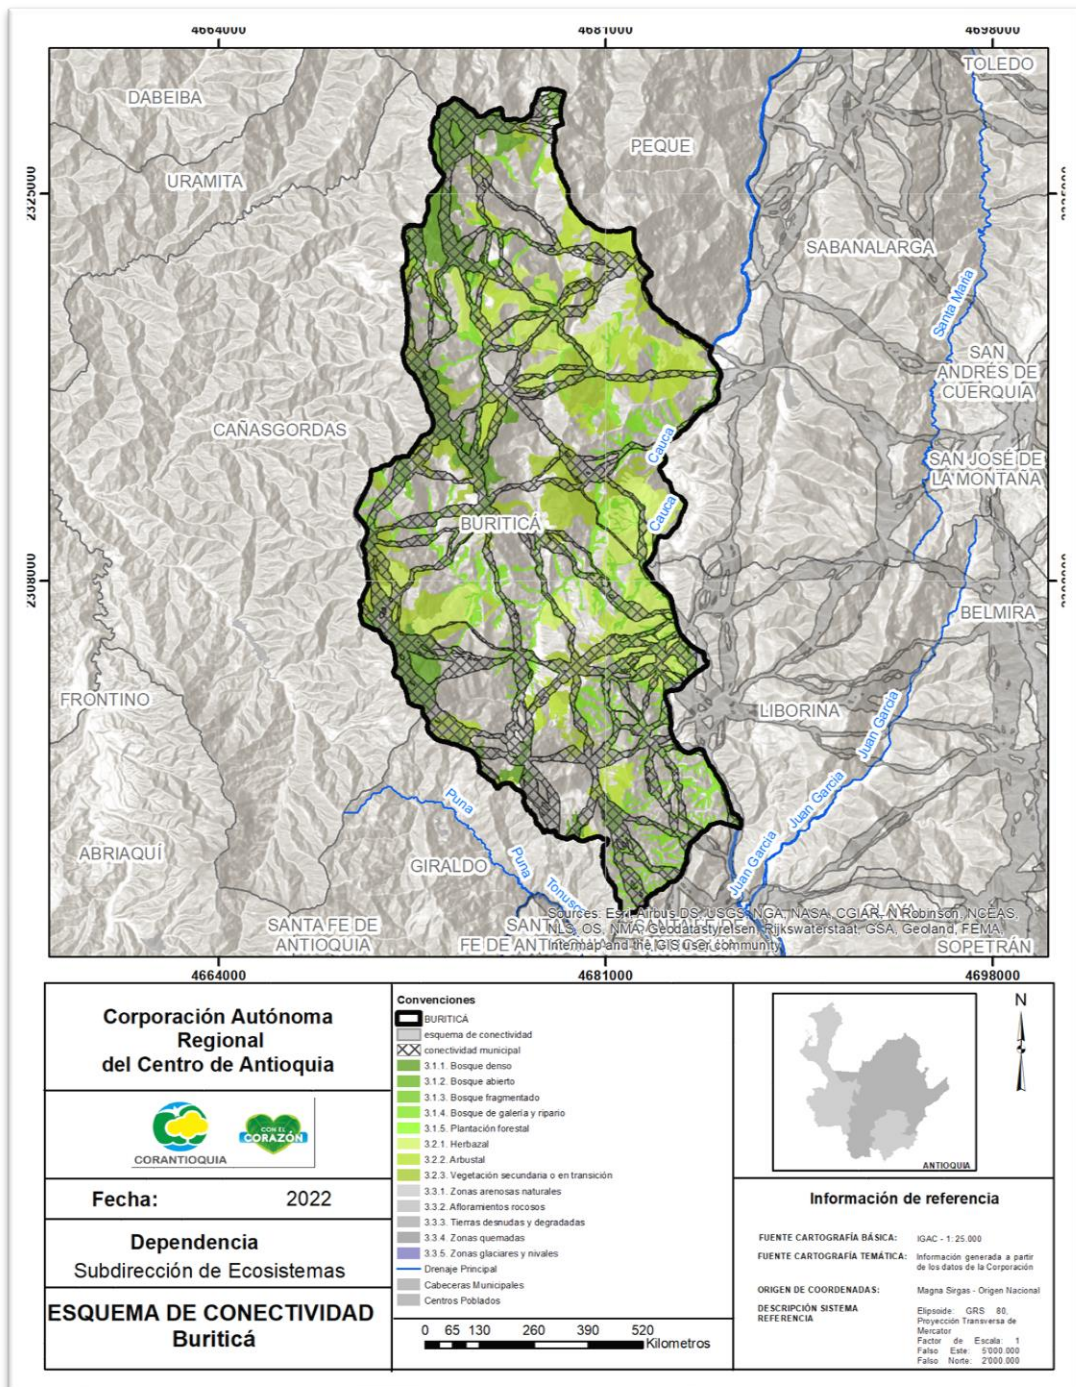 4664000
4681000
4698000
TOLEDO
DABEIBA
PEQUE
URAMITA
2325000
SABANALARGA
Santa Maria
SAN
ANDRÉS DE
CUERQUIA
CAÑASGORDAS
Cauca
SAN JOSÉ DE
LA MONTAÑA
Cauca
BURITICÁ
2308000
BELMIRA
FRONTINO
LIBORINA
Juan Garcia
Juan Garcia
Juan Garcia
Puna
ABRIAQUÍ
GIRALDO
Puna
Tonusco
SANTA FE DE
ANTIOQUIA
Sources: Esri, Airbus DS, USGS, NGA, NASA, CGIAR, N Robinson, NCEAS,
NLS, OS, NMA, Geodatastyrelsen, Rijkswaterstaat, GSA, Geoland, FEMA,
Intermap and the GIS user community
SOPETRÁN
4664000
4681000
4698000
Corporación Autónoma
Regional
del Centro de Antioquia
CORANTIOQUIA
CON EL
CORAZÓN
Fecha: 2022
Dependencia
Subdirección de Ecosistemas
ESQUEMA DE CONECTIVIDAD
Buriticá
Convenciones
BURITICÁ
esquema de conectividad
conectividad municipal
3.1.1. Bosque denso
3.1.2. Bosque abierto
3.1.3. Bosque fragmentado
3.1.4. Bosque de galería y ripario
3.1.5. Plantación forestal
3.2.1. Herbazal
3.2.2. Arbustal
3.2.3. Vegetación secundaria o en transición
3.3.1. Zonas arenosas naturales
3.3.2. Afloramientos rocosos
3.3.3. Tierras desnudas y degradadas
3.3.4. Zonas quemadas
3.3.5. Zonas glaciares y nivales
Drenaje Principal
Cabeceras Municipales
Centros Poblados
0 65 130 260 390 520
Kilometros
N
ANTIOQUIA
Información de referencia
FUENTE CARTOGRAFÍA BÁSICA: IGAC - 1:25.000
FUENTE CARTOGRAFÍA TEMÁTICA: Información generada a partir
de los datos de la Corporación
ORIGEN DE COORDENADAS: Magna Sirgas - Origen Nacional
DESCRIPCIÓN SISTEMA
REFERENCIA
Elipsoide: GRS 80,
Proyección Transversa de
Mercator
Factor de Escala: 1
Falso Este: 5'000.000
Falso Norte: 2'000.000